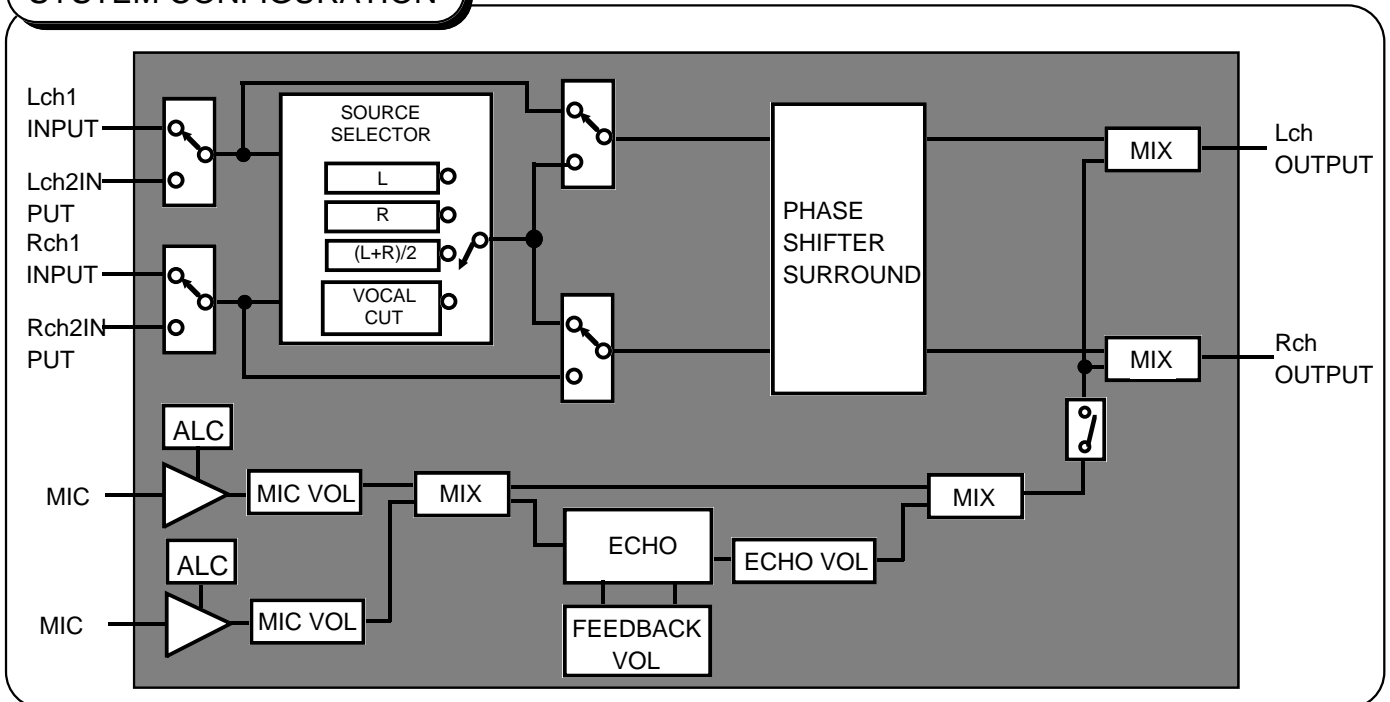 SYSTEM CONFIGURATION
Lch1
INPUT
Lch2IN
PUT
Rch1
INPUT
Rch2IN
PUT
SOURCE
SELECTOR
L
R
(L+R)/2
VOCAL
CUT
PHASE
SHIFTER
SURROUND
MIX
Lch
OUTPUT
MIX
Rch
OUTPUT
ALC
MIC
MIC VOL
MIX
MIX
ECHO
ECHO VOL
ALC
MIC
MIC VOL
FEEDBACK
VOL